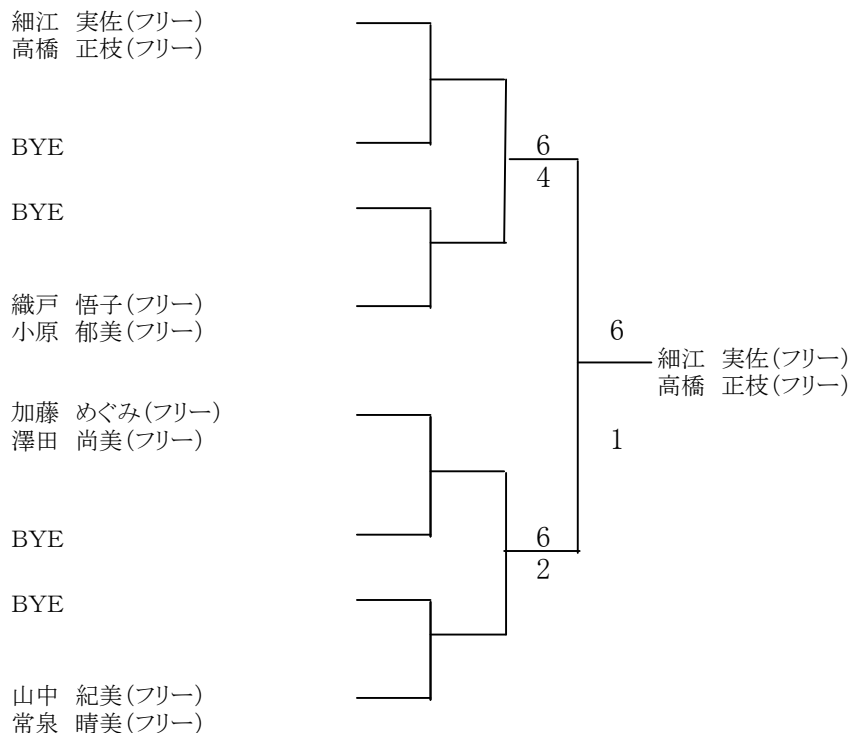 細江 実佐(フリー)
高橋 正枝(フリー)
BYE
6
4
BYE
織戸 悟子(フリー)
小原 郁美(フリー)
6
細江 実佐(フリー)
高橋 正枝(フリー)
加藤 めぐみ(フリー)
澤田 尚美(フリー)
1
BYE
6
2
BYE
山中 紀美(フリー)
常泉 晴美(フリー)